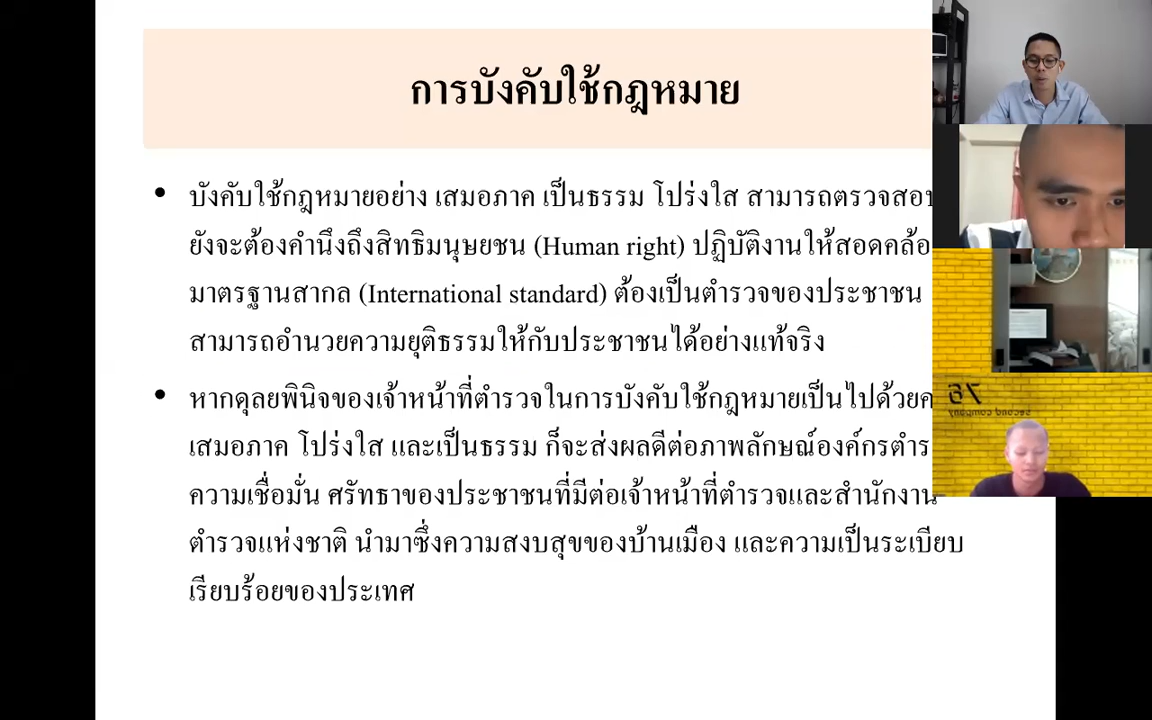 การบังคับใช้กฎหมาย
• บังคับใช้กฎหมายอย่าง เสมอภาค เป็นธรรม โปร่งใส สามารถตรวจสอบ
ยังจะต้องคำนึงถึงสิทธิมนุษยชน (Human right) ปฏิบัติงานให้สอดคล้อ
มาตรฐานสากล (International standard) ต้องเป็นตำรวจของประชาชน
สามารถอำนวยความยุติธรรมให้กับประชาชนได้อย่างแท้จริง
• หากดุลยพินิจของเจ้าหน้าที่ตำรวจในการบังคับใช้กฎหมายเป็นไปด้วยค
เสมอภาค โปร่งใส และเป็นธรรม ก็จะส่งผลดีต่อภาพลักษณ์องค์กรตำร
ความเชื่อมั่น ศรัทธาของประชาชนที่มีต่อเจ้าหน้าที่ตำรวจและสำนักงาน
ตำรวจแห่งชาติ นำมาซึ่งความสงบสุขของบ้านเมือง และความเป็นระเบียบ
เรียบร้อยของประเทศ
76
second company